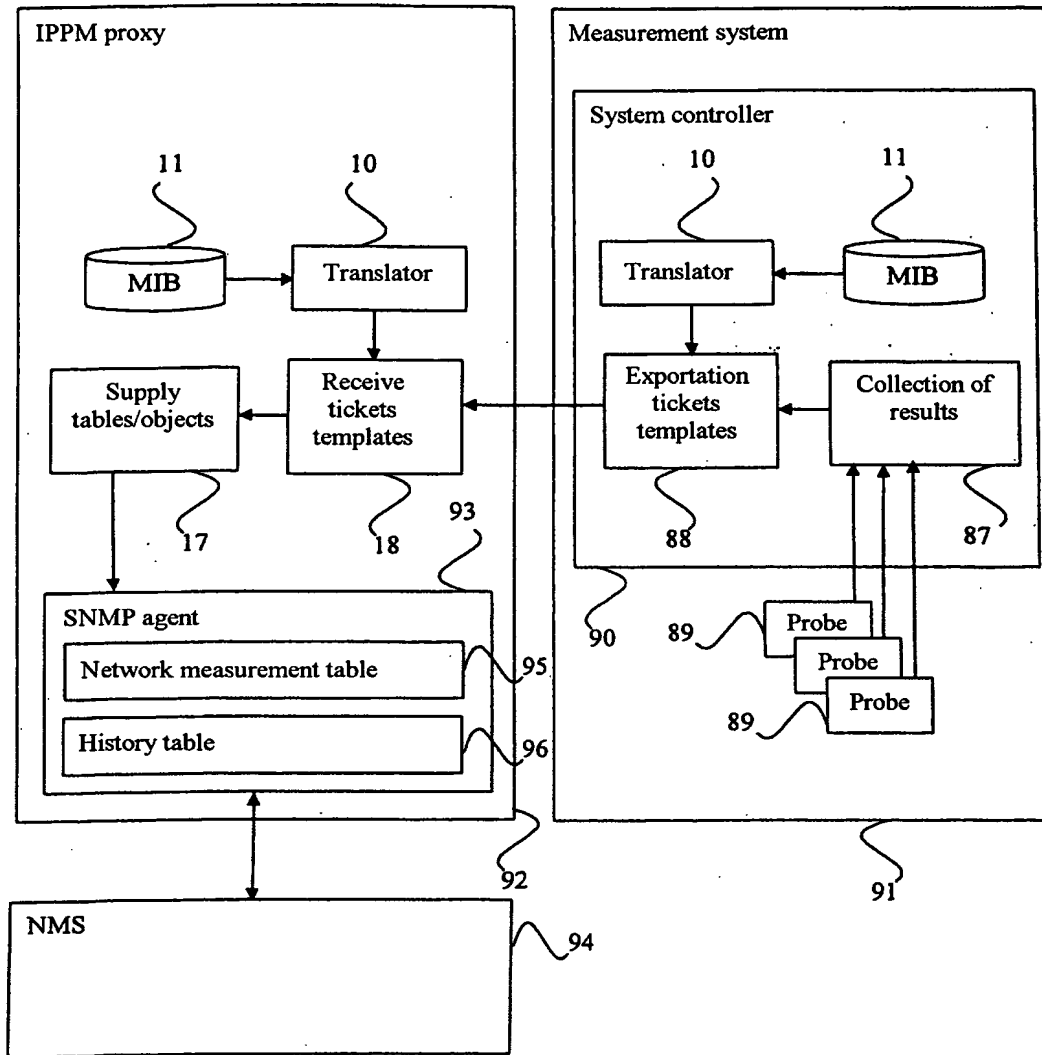 IPPM proxy
Measurement system
System controller
11
10
10
11
MIB
Translator
Translator
MIB
Supply
tables/objects
Receive
tickets
templates
Exportation
tickets
templates
Collection of
results
93
17
18
88
87
SNMP agent
Network measurement table
95
History table
96
90
89
Probe
Probe
89
Probe
92
91
NMS
94